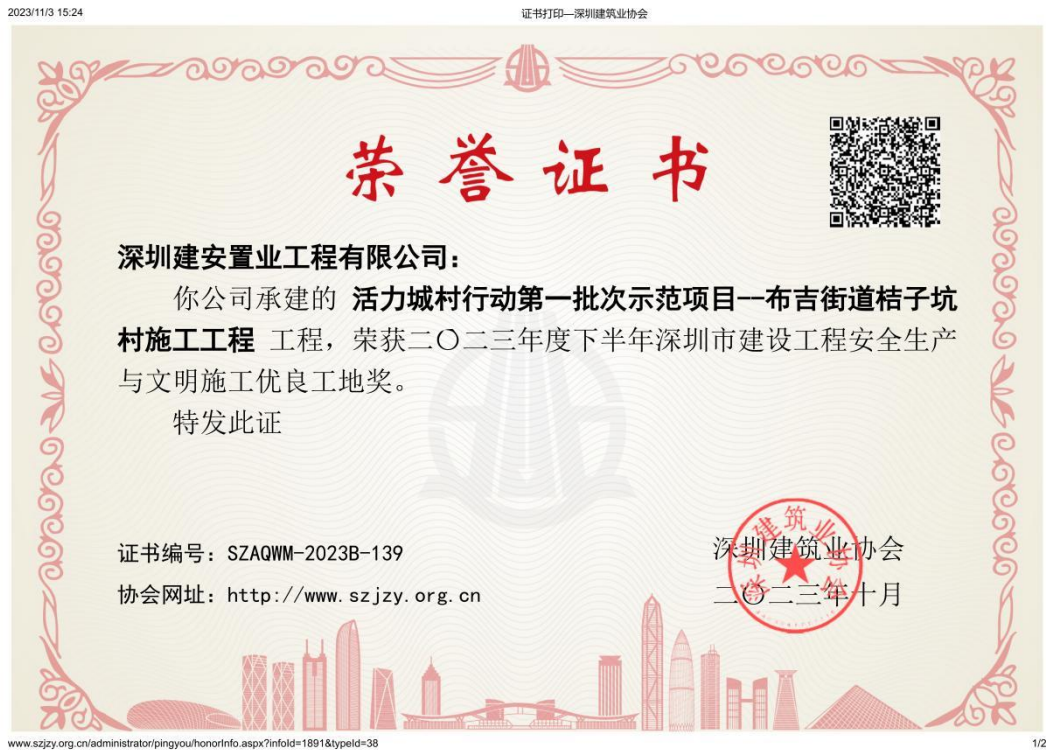 2023/11/3 15:24
证书打印—深圳建筑业协会
荣誉证书
深圳建安置业工程有限公司：
你公司承建的 活力城村行动第一批次示范项目--布吉街道桔子坑
村施工工程 工程，荣获二〇二三年度下半年深圳市建设工程安全生产
与文明施工优良工地奖。
特发此证
证书编号：SZAQWM-2023B-139
深圳建筑业协会
协会网址：http://www.szjzy.org.cn
二〇二三年十月
深圳建筑业协会
www.szjzy.org.cn/administrator/pingyou/honorInfo.aspx?infoId=1891&typeId=38
1/2